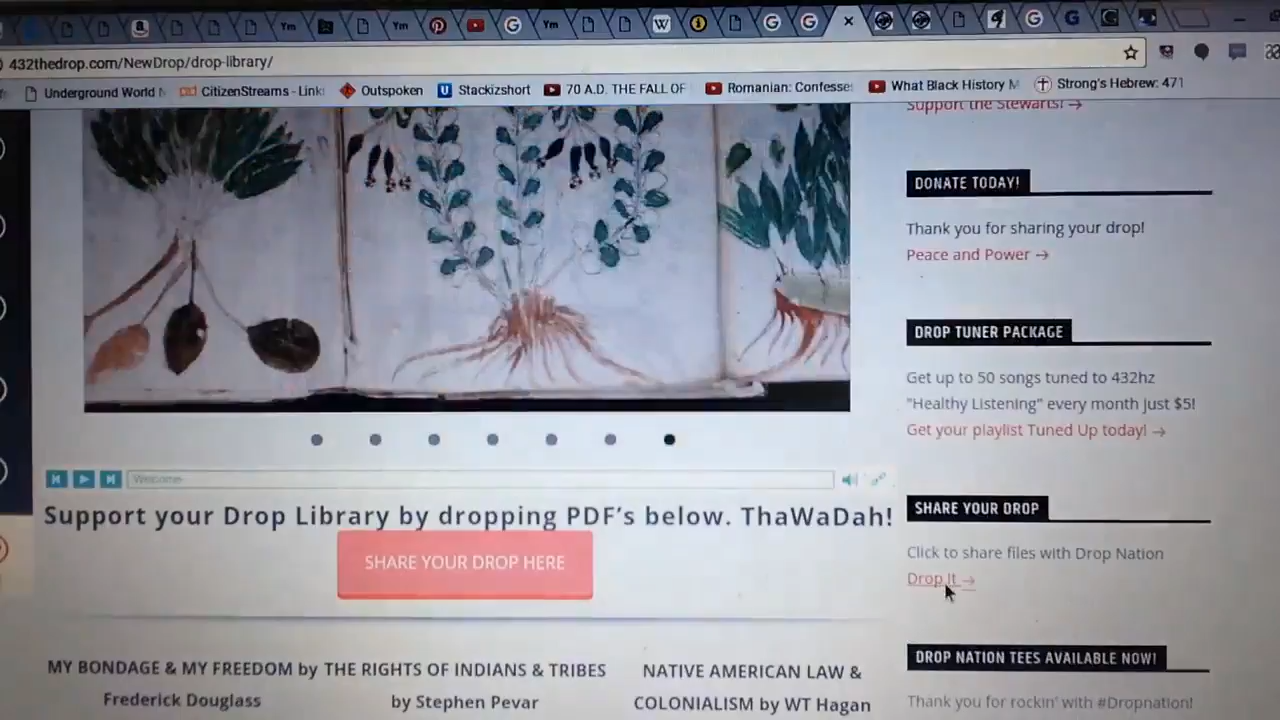 Ym
Ym
Ym
432thedrop.com/NewDrop/drop-library/
Underground World
CitizenStreams - Link
Outspoken
Stackizshort
70 A.D. THE FALL OF
Romanian: Confesse
What Black History M
Strong's Hebrew: 471
Support the Stewarts! →
DONATE TODAY!
Thank you for sharing your drop!
Peace and Power →
DROP TUNER PACKAGE
Get up to 50 songs tuned to 432hz
"Healthy Listening" every month just $5!
Get your playlist Tuned Up today! →
Welcome
Support your Drop Library by dropping PDF's below. ThaWaDah!
SHARE YOUR DROP HERE
SHARE YOUR DROP
Click to share files with Drop Nation
Drop It →
MY BONDAGE & MY FREEDOM by
Frederick Douglass
THE RIGHTS OF INDIANS & TRIBES
by Stephen Pevar
NATIVE AMERICAN LAW &
COLONIALISM by WT Hagan
DROP NATION TEES AVAILABLE NOW!
Thank you for rockin' with #Dropnation!